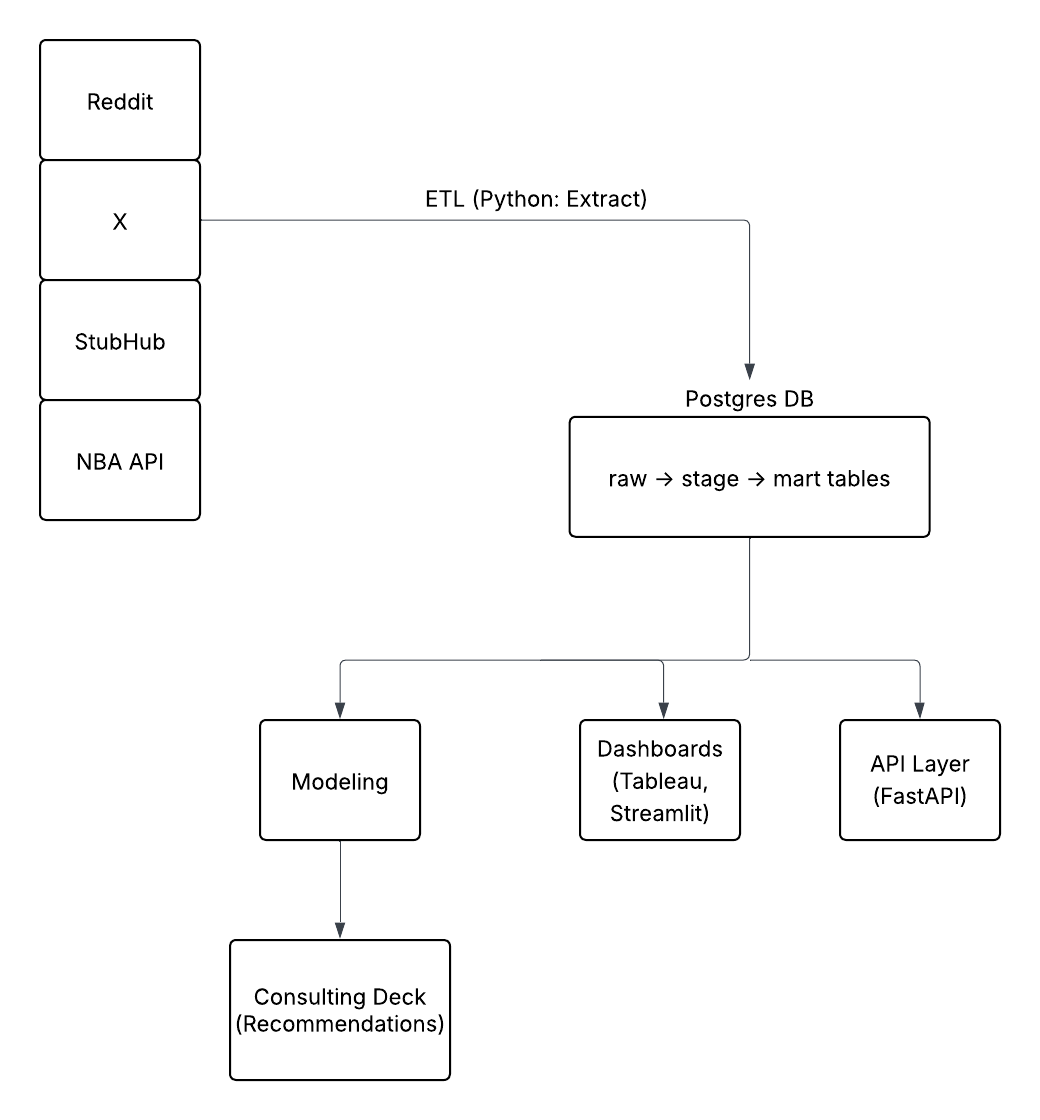 Reddit
X
ETL (Python: Extract)
StubHub
NBA API
Postgres DB
raw → stage → mart tables
Modeling
Dashboards
(Tableau,
Streamlit)
API Layer
(FastAPI)
Consulting Deck
(Recommendations)